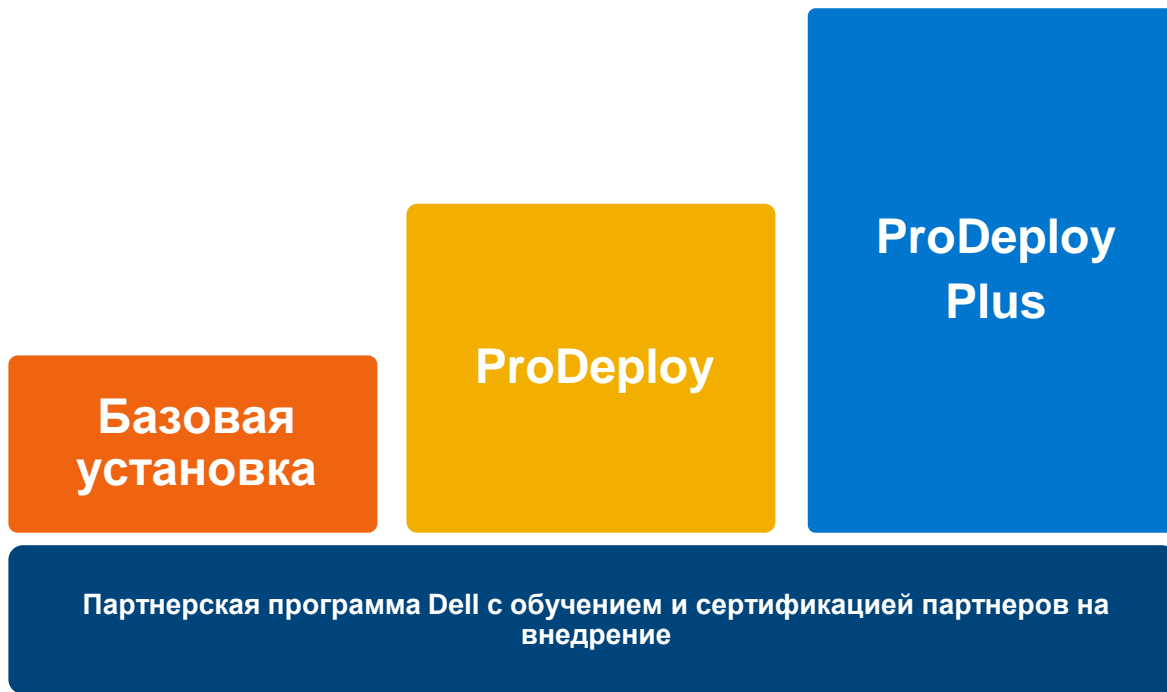 Базовая
установка
ProDeploy
ProDeploy
Plus
Партнерская программа Dell с обучением и сертификацией партнеров на
внедрение